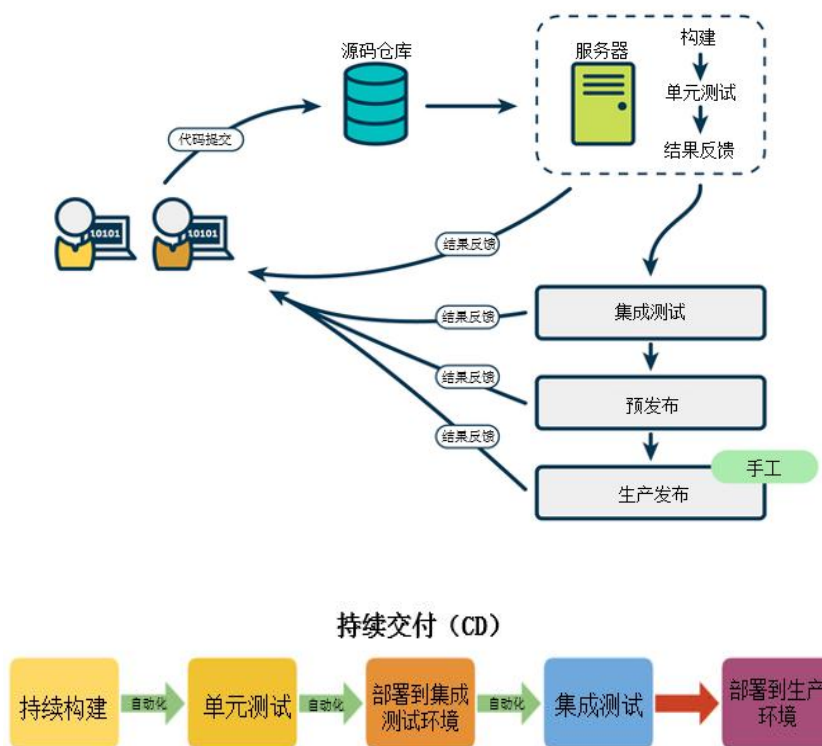 源码仓库
服务器
构建
单元测试
结果反馈
代码提交
10101
10101
结果反馈
结果反馈
集成测试
结果反馈
预发布
结果反馈
手工
生产发布
持续交付（CD）
持续构建
自动化
单元测试
自动化
部署到集成
测试环境
自动化
集成测试
部署到生产
环境